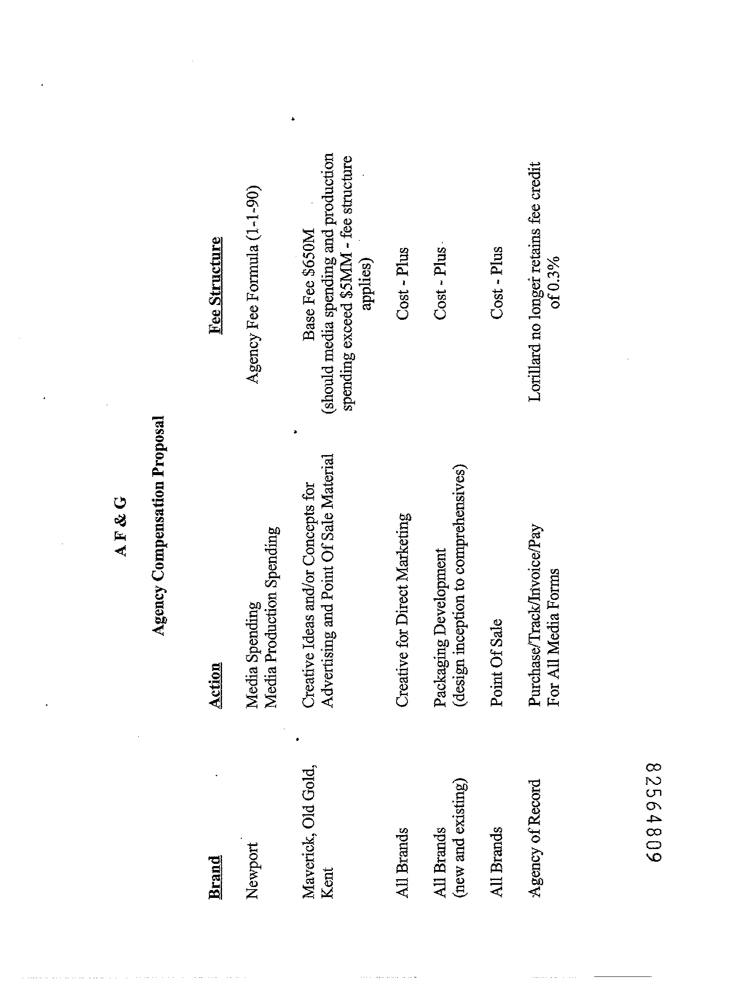 A F & G
Agency Compensation Proposal
Brand Action Fee Structure
Newport Media Spending Agency Fee Formula (1-1-90)
Media Production Spending
Maverick, Old Gold, Creative Ideas and/or Concepts for Base Fee $650M
Kent Advertising and Point Of Sale Material (should media spending and production
spending exceed $5MM - fee structure
applies)
All Brands Creative for Direct Marketing Cost - Plus
All Brands Packaging Development Cost - Plus
(new and existing) (design inception to comprehensives)
All Brands Point Of Sale Cost - Plus
Agency of Record Purchase/Track/Invoice/Pay Lorillard no longer retains fee credit
For All Media Forms of 0.3%
82564809